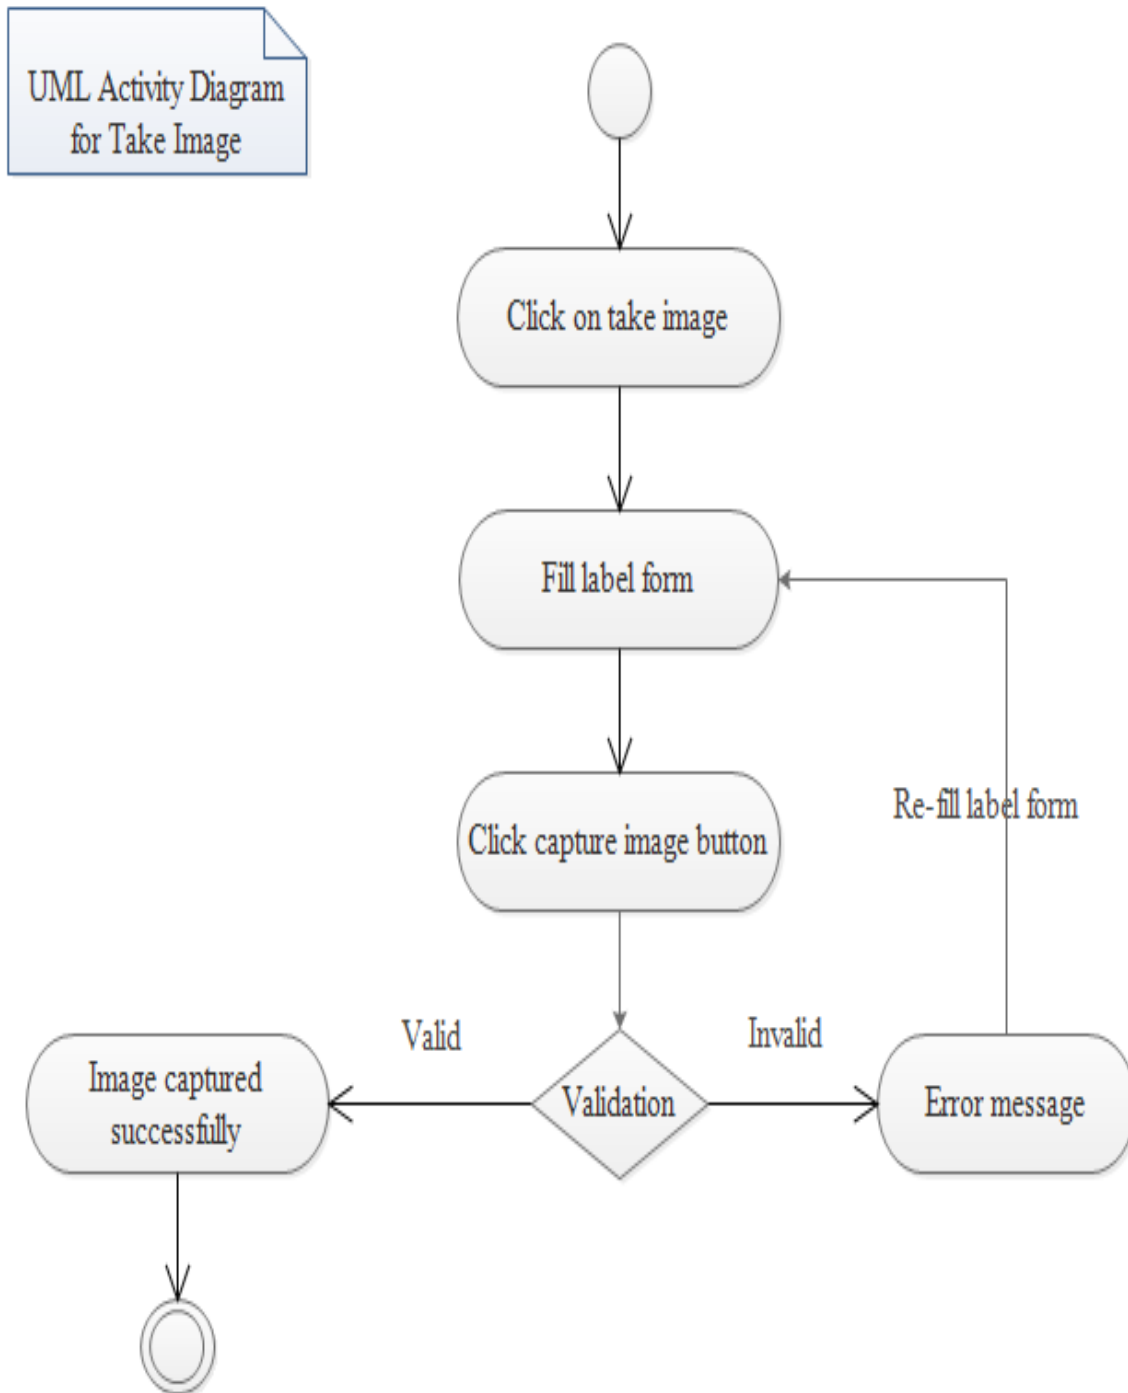 UML Activity Diagram
for Take Image
Click on take image
Fill label form
Click capture image button
Re-fill label form
Valid
Invalid
Image captured
successfully
Validation
Error message